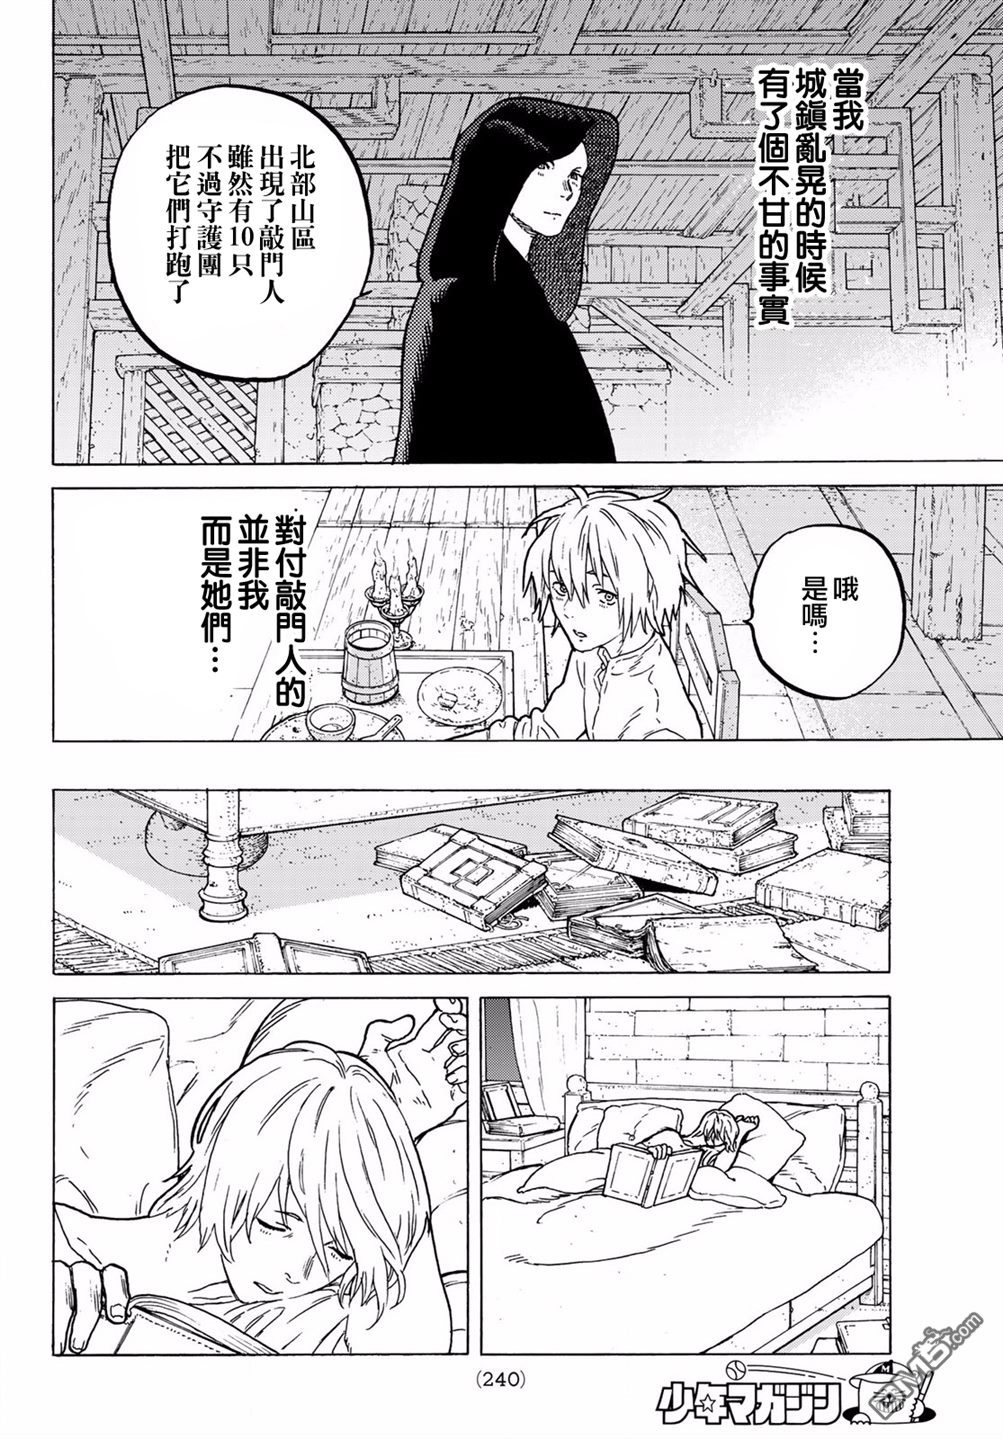 當我
城鎮亂晃的時候
有了個不甘的事實
北部山區
出現了敲門人
雖然有10只
不過守護團
把它們打跑了
哦
是嗎…
對付敲門人的
並非我
而是她們…
(240)
少年マガジン